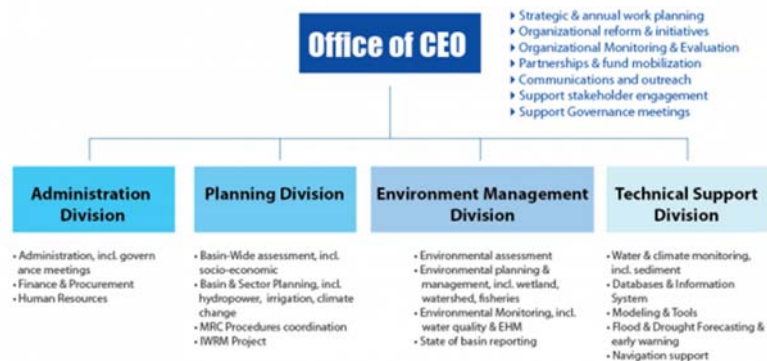 Office of CEO
▸ Strategic & annual work planning
▸ Organizational reform & initiatives
▸ Organizational Monitoring & Evaluation
▸ Partnerships & fund mobilization
▸ Communications and outreach
▸ Support stakeholder engagement
▸ Support Governance meetings
Administration
Division
• Administration, incl. govern
ance meetings
• Finance & Procurement
• Human Resources
Planning Division
• Basin-Wide assessment, incl.
socio-economic
• Basin & Sector Planning, incl.
hydropower, irrigation, climate
change
• MRC Procedures coordination
• IWRM Project
Environment Management
Division
• Environmental assessment
• Environmental planning &
management, incl. wetland,
watershed, fisheries
• Environmental Monitoring, incl.
water quality & EHM
• State of basin reporting
Technical Support
Division
• Water & climate monitoring,
incl. sediment
• Databases & Information
System
• Modeling & Tools
• Flood & Drought Forecasting &
early warning
• Navigation support